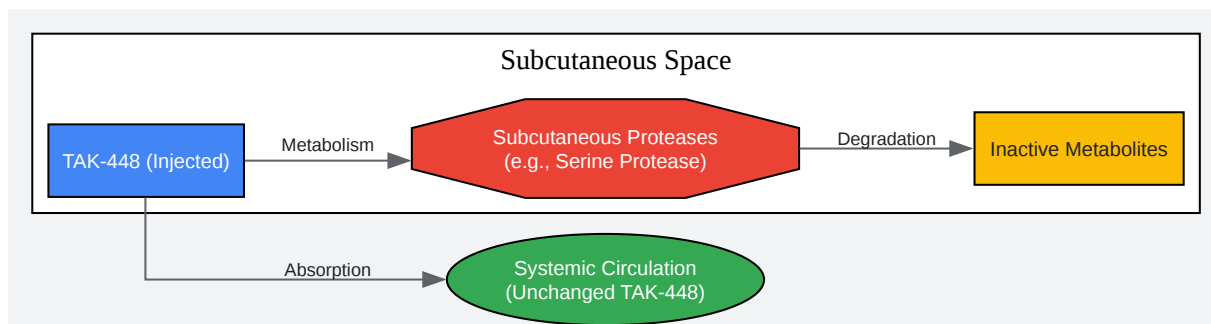 Subcutaneous Space
TAK-448 (Injected)
Metabolism
Subcutaneous Proteases
(e.g., Serine Protease)
Degradation
Inactive Metabolites
Absorption
Systemic Circulation
(Unchanged TAK-448)